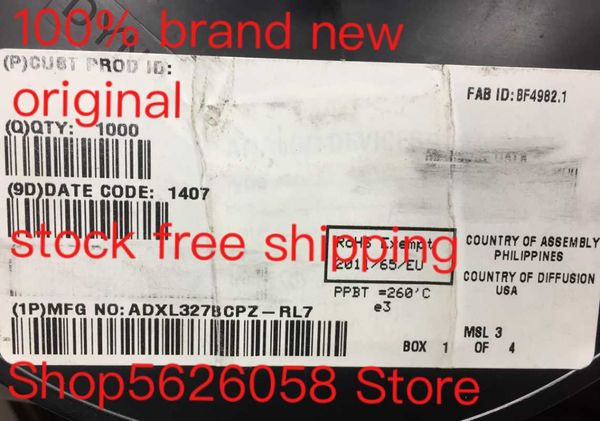 100% brand new
(P)CUST PROD ID:
FAB ID:BF4982.1
original
(Q)QTY: 1000
(9D)DATE CODE: 1407
stock free shipping
RoHS Exempt
2011/65/EU
COUNTRY OF ASSEMBLY
PHILIPPINES
COUNTRY OF DIFFUSION
USA
PPBT =260'C
e3
(1P)MFG NO:ADXL327BCPZ-RL7
MSL 3
BOX 1 OF 4
Shop5626058 Store